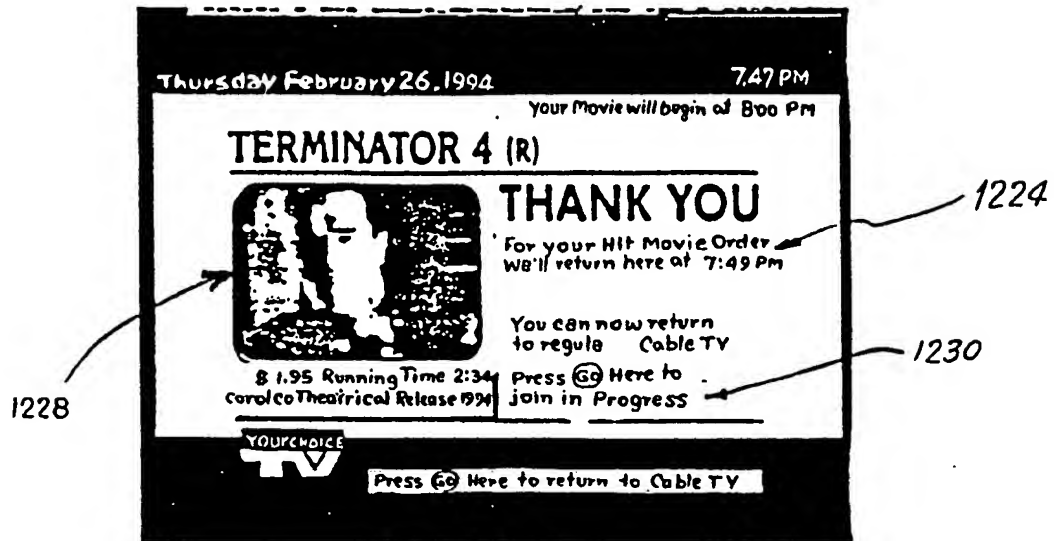 Thursday February 26, 1994 7.47 PM
Your Movie will begin at 8:00 PM
TERMINATOR 4 (R)
THANK YOU
1224
For your Hit Movie Order
We'll return here at 7:49 PM
You can now return
to regula Cable TV
1230
Press Go Here to
join in Progress
1228
$ 1.95 Running Time 2:34
Carolco Theatrical Release 1994
YOUR CHOICE
TV
Press Go Here to return to Cable TV